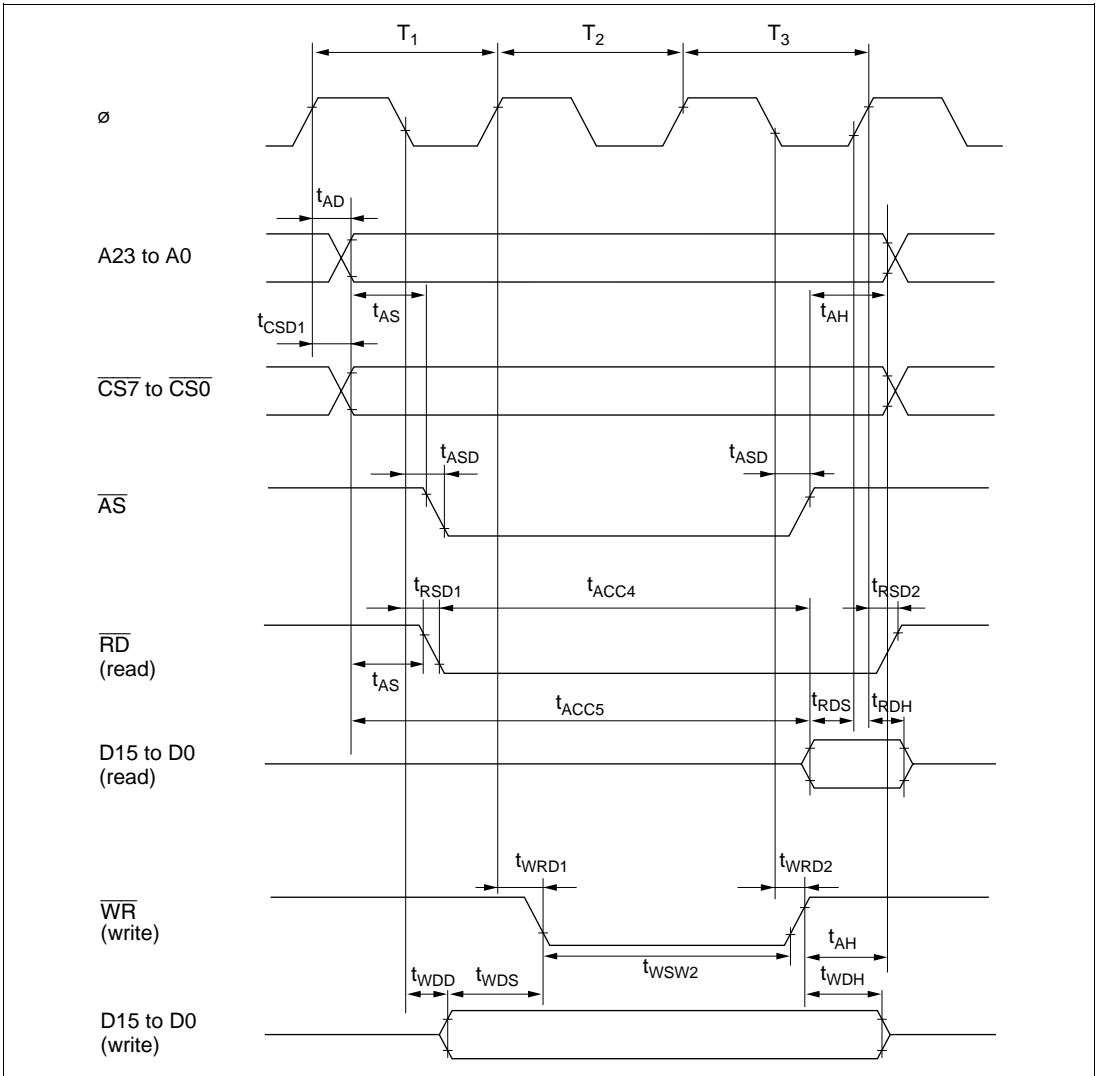 T1 T2 T3
ø
tAD
A23 to A0
tAS tAH
tCSD1
CS7 to CS0
tASD tASD
AS
tRSD1 tACC4 tRSD2
RD
(read)
tAS
tACC5 tRDS tRDH
D15 to D0
(read)
tWRD1 tWRD2
WR
(write)
tAH
tWSW2
tWDD tWDS tWDH
D15 to D0
(write)